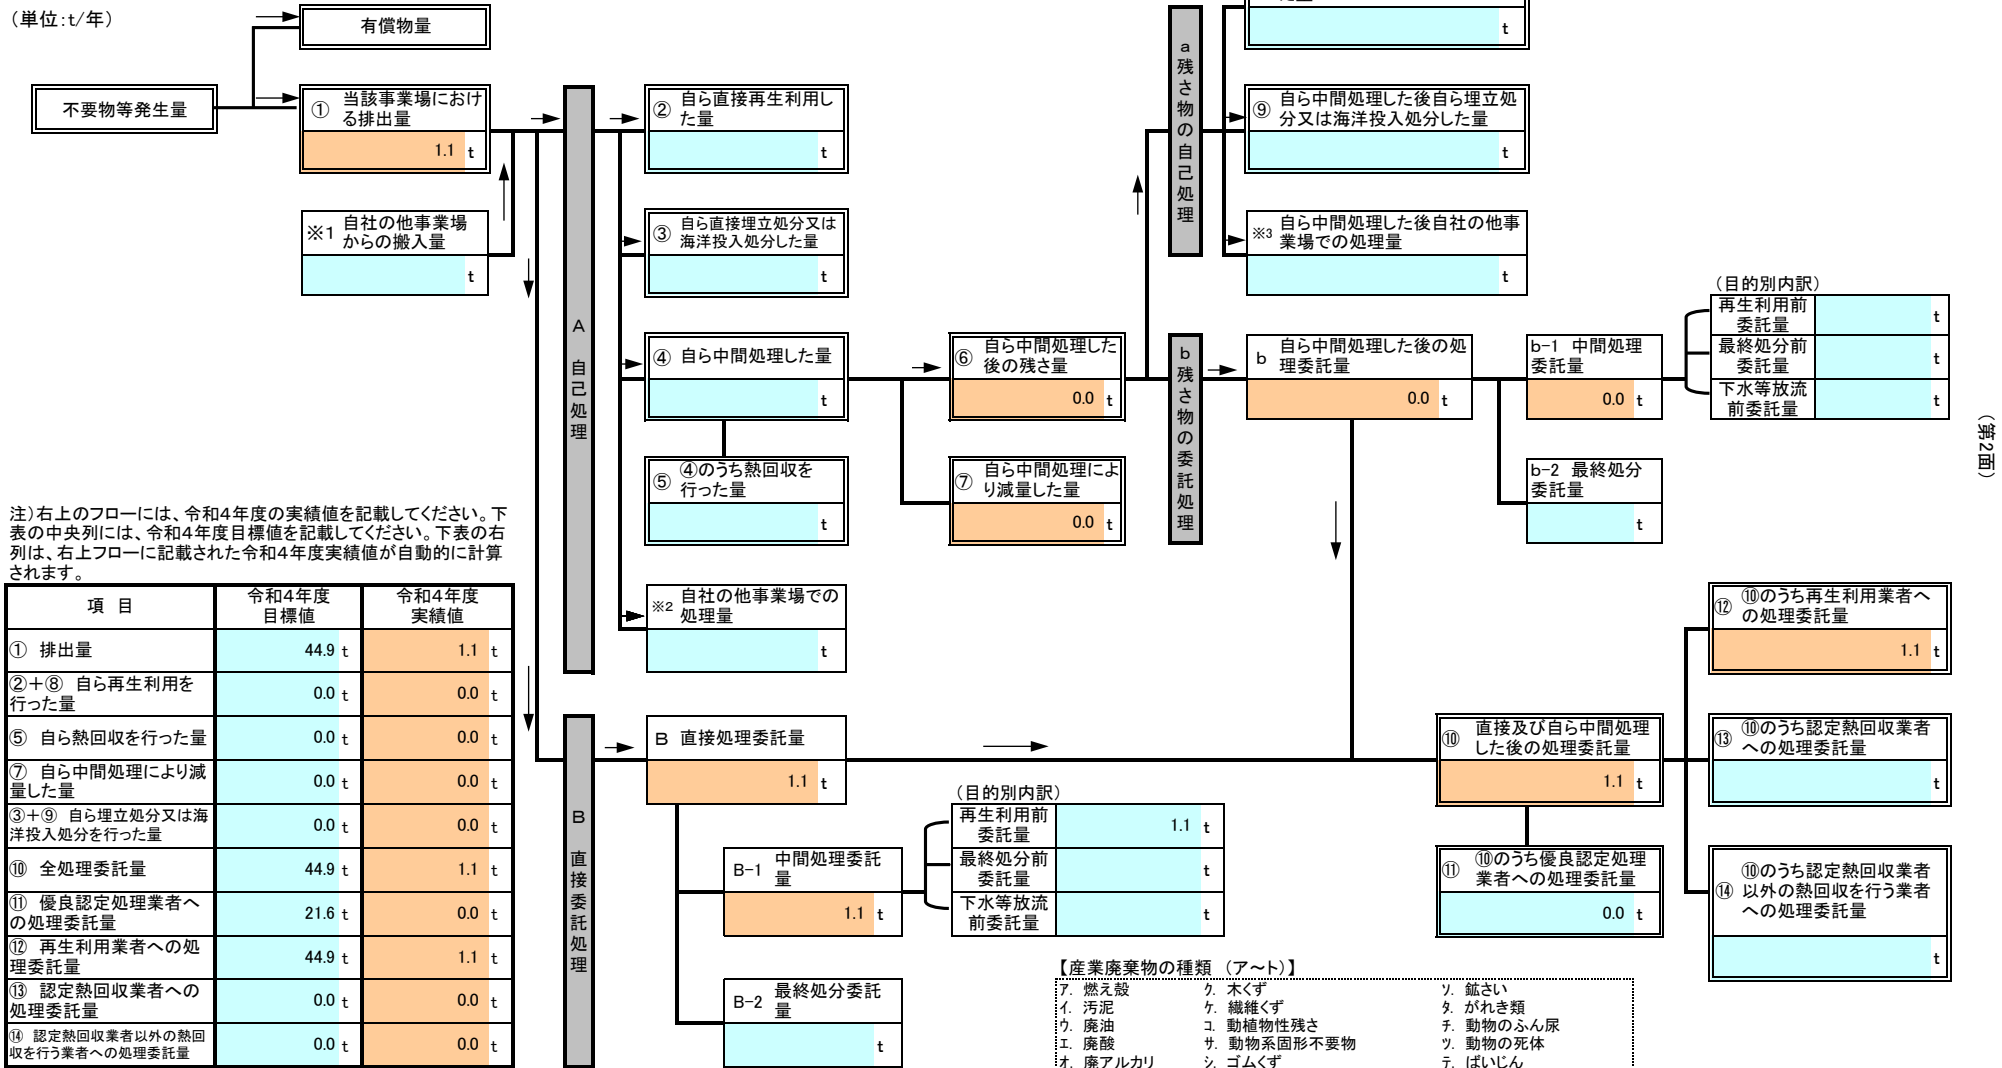 (単位:t/年)
有償物量
不要物等発生量
① 当該事業場におけ
る排出量
1.1 t
※1 自社の他事業場
からの搬入量
t
A 自己処理
② 自ら直接再生利用し
た量
t
③ 自ら直接埋立処分又は
海洋投入処分した量
t
④ 自ら中間処理した量
t
⑤ ④のうち熱回収を
行った量
t
※2 自社の他事業場での
処理量
t
⑥ 自ら中間処理した
後の残さ量
0.0 t
⑦ 自ら中間処理によ
り減量した量
0.0 t
a 残さ物の自己処理
t
⑨ 自ら中間処理した後自ら埋立処
分又は海洋投入処分した量
t
※3 自ら中間処理した後自社の他事
業場での処理量
t
b 残さ物の委託処理
b 自ら中間処理した後の処
理委託量
0.0 t
b-1 中間処理
委託量
0.0 t
b-2 最終処分
委託量
t
(目的別内訳)
再生利用前
委託量
t
最終処分前
委託量
t
下水等放流
前委託量
t
(第2面)
注)右上のフローには、令和4年度の実績値を記載してください。下
表の中央列には、令和4年度目標値を記載してください。下表の右
列は、右上フローに記載された令和4年度実績値が自動的に計算
されます。
項 目 令和4年度
目標値 令和4年度
実績値
① 排出量 44.9 t 1.1 t
②+⑧ 自ら再生利用を
行った量 0.0 t 0.0 t
⑤ 自ら熱回収を行った量 0.0 t 0.0 t
⑦ 自ら中間処理により減
量した量 0.0 t 0.0 t
③+⑨ 自ら埋立処分又は海
洋投入処分を行った量 0.0 t 0.0 t
⑩ 全処理委託量 44.9 t 1.1 t
⑪ 優良認定処理業者へ
の処理委託量 21.6 t 0.0 t
⑫ 再生利用業者への処
理委託量 44.9 t 1.1 t
⑬ 認定熱回収業者への
処理委託量 0.0 t 0.0 t
⑭ 認定熱回収業者以外の熱回
収を行う業者への処理委託量 0.0 t 0.0 t
B 直接委託処理
B 直接処理委託量
1.1 t
B-1 中間処理委託
量
1.1 t
B-2 最終処分委託
量
t
(目的別内訳)
再生利用前
委託量
1.1 t
最終処分前
委託量
t
下水等放流
前委託量
t
⑩ 直接及び自ら中間処理
した後の処理委託量
1.1 t
⑪ ⑩のうち優良認定処理
業者への処理委託量
0.0 t
⑫ ⑩のうち再生利用業者へ
の処理委託量
1.1 t
⑬ ⑩のうち認定熱回収業者
への処理委託量
t
⑭ ⑩のうち認定熱回収業者
以外の熱回収を行う業者
への処理委託量
t
【産業廃棄物の種類 (ア~ト)】
ア. 燃え殻 ク. 木くず ソ. 鉱さい
イ. 汚泥 ケ. 繊維くず タ. がれき類
ウ. 廃油 コ. 動植物性残さ チ. 動物のふん尿
エ. 廃酸 サ. 動物系固形不要物 ツ. 動物の死体
オ. 廃アルカリ シ. ゴムくず テ. ばいじん